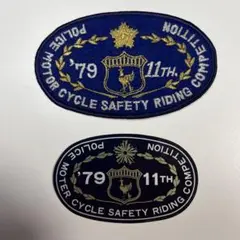 '79 11TH.
POLICE MOTOR CYCLE SAFETY RIDING COMPETITION
'79 11TH.
POLICE MOTER CYCLE SAFETY RIDING COMPETITION